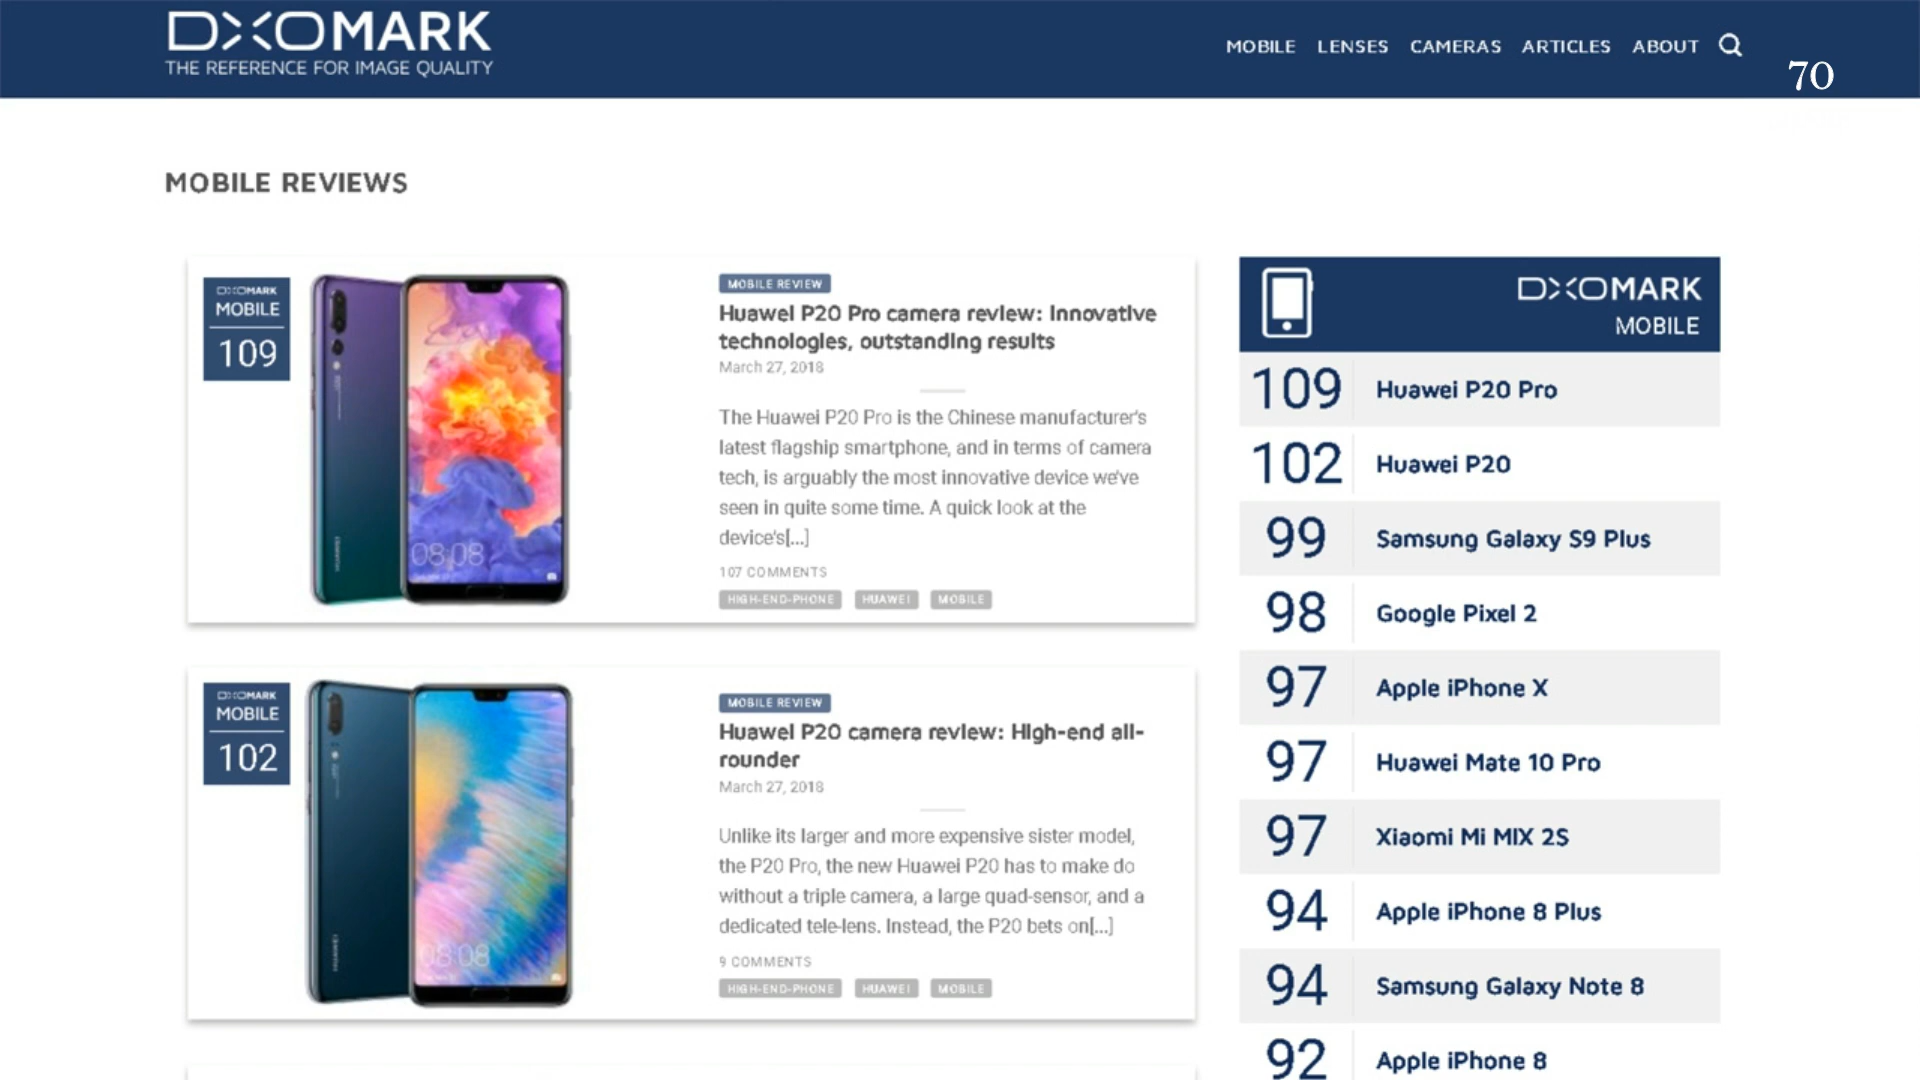 DXOMARK
THE REFERENCE FOR IMAGE QUALITY
MOBILE LENSES CAMERAS ARTICLES ABOUT
70
MOBILE REVIEWS
DXOMARK
MOBILE
109
08:08
MOBILE REVIEW
Huawei P20 Pro camera review: Innovative
technologies, outstanding results
March 27, 2018
The Huawei P20 Pro is the Chinese manufacturer's
latest flagship smartphone, and in terms of camera
tech, is arguably the most innovative device we've
seen in quite some time. A quick look at the
device's[...]
107 COMMENTS
HIGH-END-PHONE HUAWEI MOBILE
DXOMARK
MOBILE
102
08:08
MOBILE REVIEW
Huawei P20 camera review: High-end all-
rounder
March 27, 2018
Unlike its larger and more expensive sister model,
the P20 Pro, the new Huawei P20 has to make do
without a triple camera, a large quad-sensor, and a
dedicated tele-lens. Instead, the P20 bets on[...]
9 COMMENTS
HIGH-END-PHONE HUAWEI MOBILE
DXOMARK
MOBILE
109 Huawei P20 Pro
102 Huawei P20
99 Samsung Galaxy S9 Plus
98 Google Pixel 2
97 Apple iPhone X
97 Huawei Mate 10 Pro
97 Xiaomi Mi MIX 2S
94 Apple iPhone 8 Plus
94 Samsung Galaxy Note 8
92 Apple iPhone 8